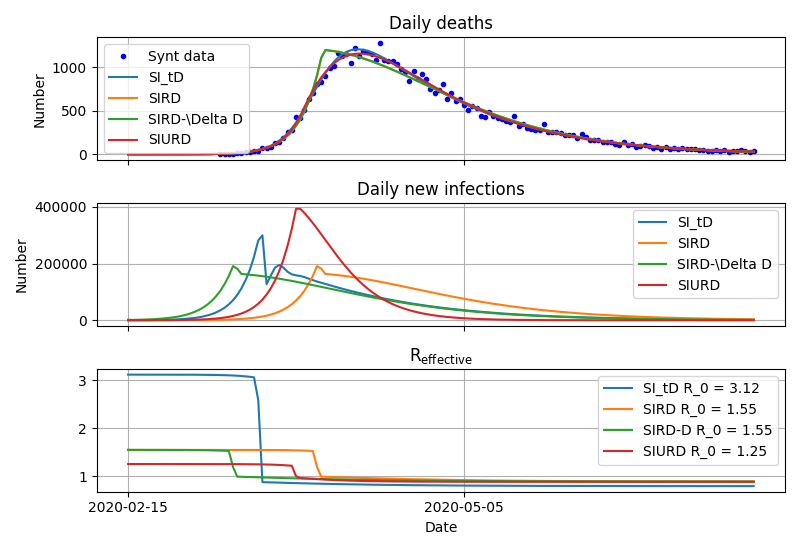 Daily deaths
Number
1000
500
0
Synt data
SI_tD
SIRD
SIRD-\Delta D
SIURD
Daily new infections
Number
400000
200000
0
SI_tD
SIRD
SIRD-\Delta D
SIURD
R_effective
3
2
1
SI_tD R_0 = 3.12
SIRD R_0 = 1.55
SIRD-D R_0 = 1.55
SIURD R_0 = 1.25
2020-02-15
2020-05-05
Date